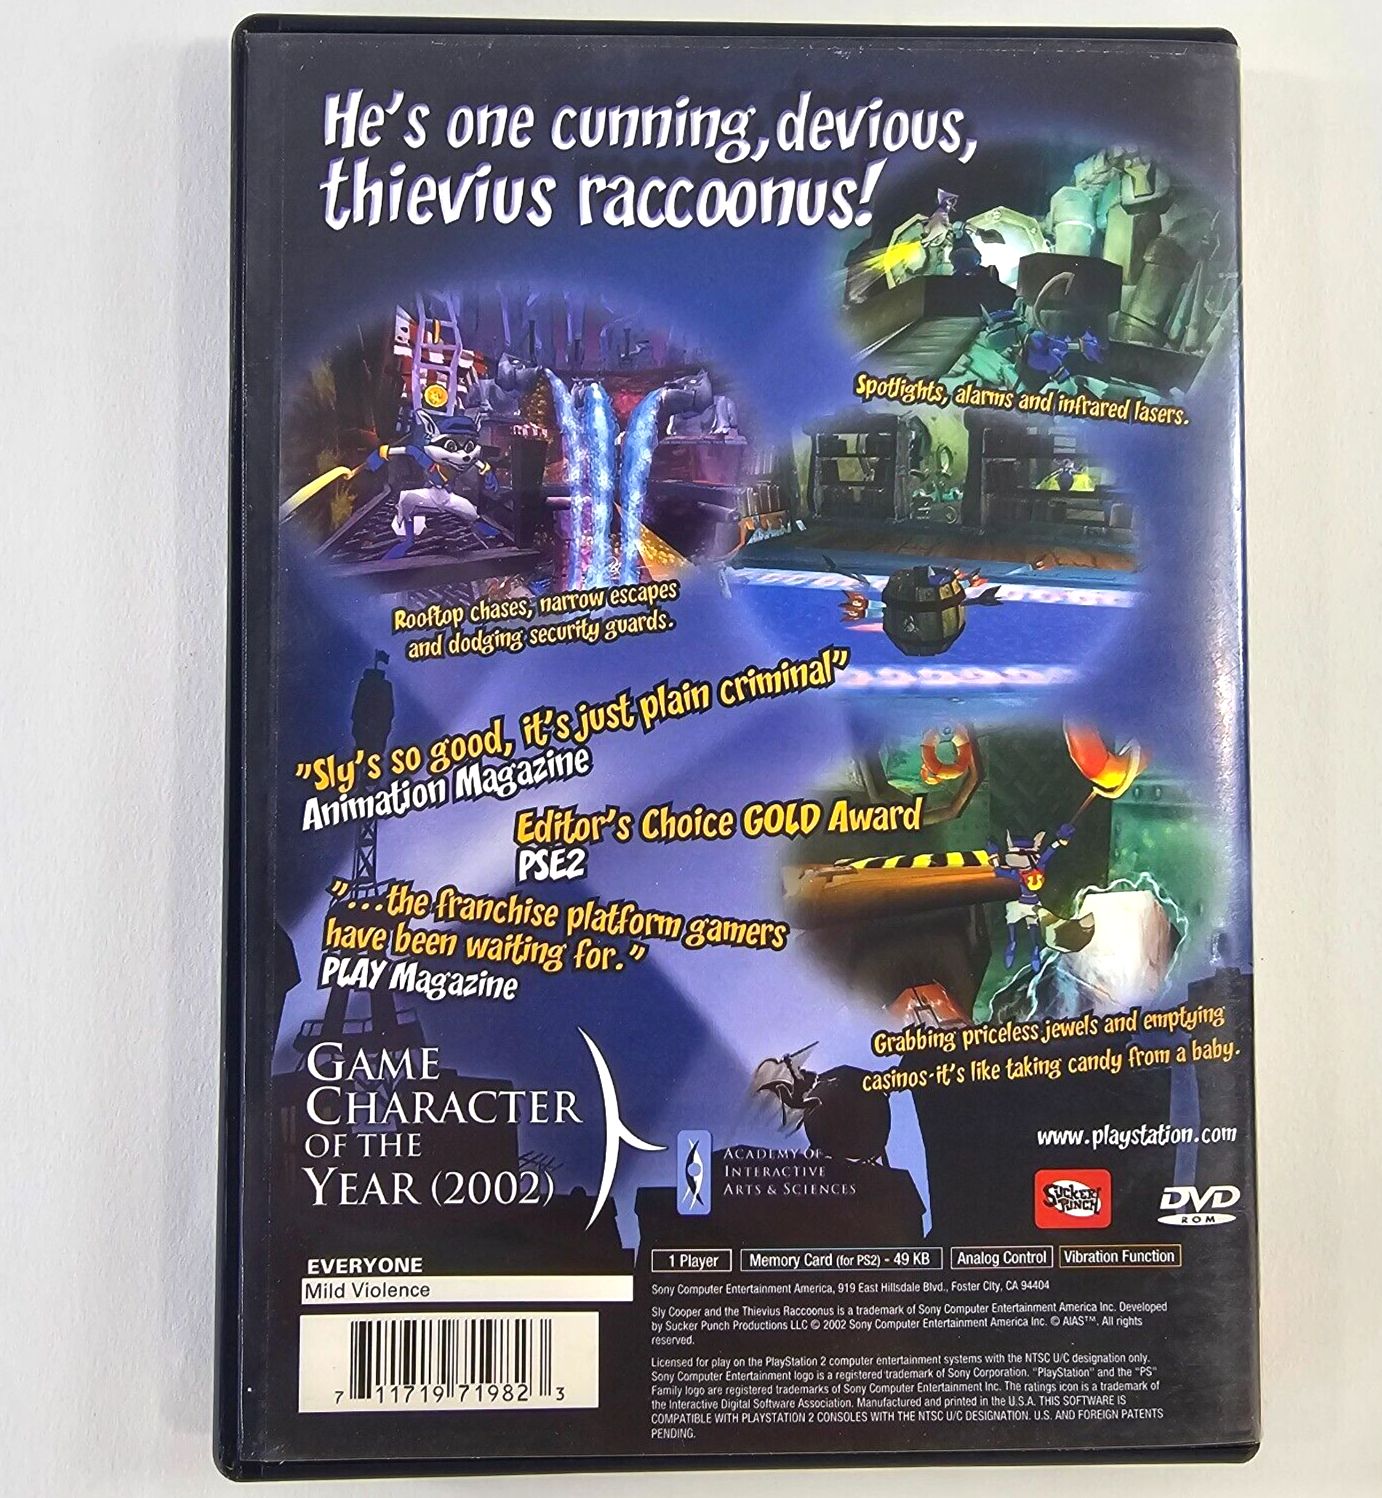 He's one cunning, devious,
thievius raccoonus!
Spotlights, alarms and infrared lasers.
Rooftop chases, narrow escapes
and dodging security guards.
"Sly's so good, it's just plain criminal"
Animation Magazine
Editor's Choice GOLD Award
PSE2
"...the franchise platform gamers
have been waiting for."
PLAY Magazine
Grabbing priceless jewels and emptying
casinos-it's like taking candy from a baby.
GAME
CHARACTER
OF THE
YEAR (2002)
ACADEMY OF
INTERACTIVE
ARTS & SCIENCES
www.playstation.com
SUCKER PUNCH
DVD
ROM
EVERYONE
Mild Violence
1 Player
Memory Card (for PS2) - 49 KB
Analog Control
Vibration Function
Sony Computer Entertainment America, 919 East Hillsdale Blvd., Foster City, CA 94404
Sly Cooper and the Thievius Raccoonus is a trademark of Sony Computer Entertainment America Inc. Developed
by Sucker Punch Productions LLC © 2002 Sony Computer Entertainment America Inc. © AIAS™. All rights
reserved.
Licensed for play on the PlayStation 2 computer entertainment systems with the NTSC U/C designation only.
Sony Computer Entertainment logo is a registered trademark of Sony Corporation. "PlayStation" and the "PS"
Family logo are registered trademarks of Sony Computer Entertainment Inc. The ratings icon is a trademark of
the Interactive Digital Software Association. Manufactured and printed in the U.S.A. THIS SOFTWARE IS
COMPATIBLE WITH PLAYSTATION 2 CONSOLES WITH THE NTSC U/C DESIGNATION. U.S. AND FOREIGN PATENTS
PENDING.
7 11719 71982 3